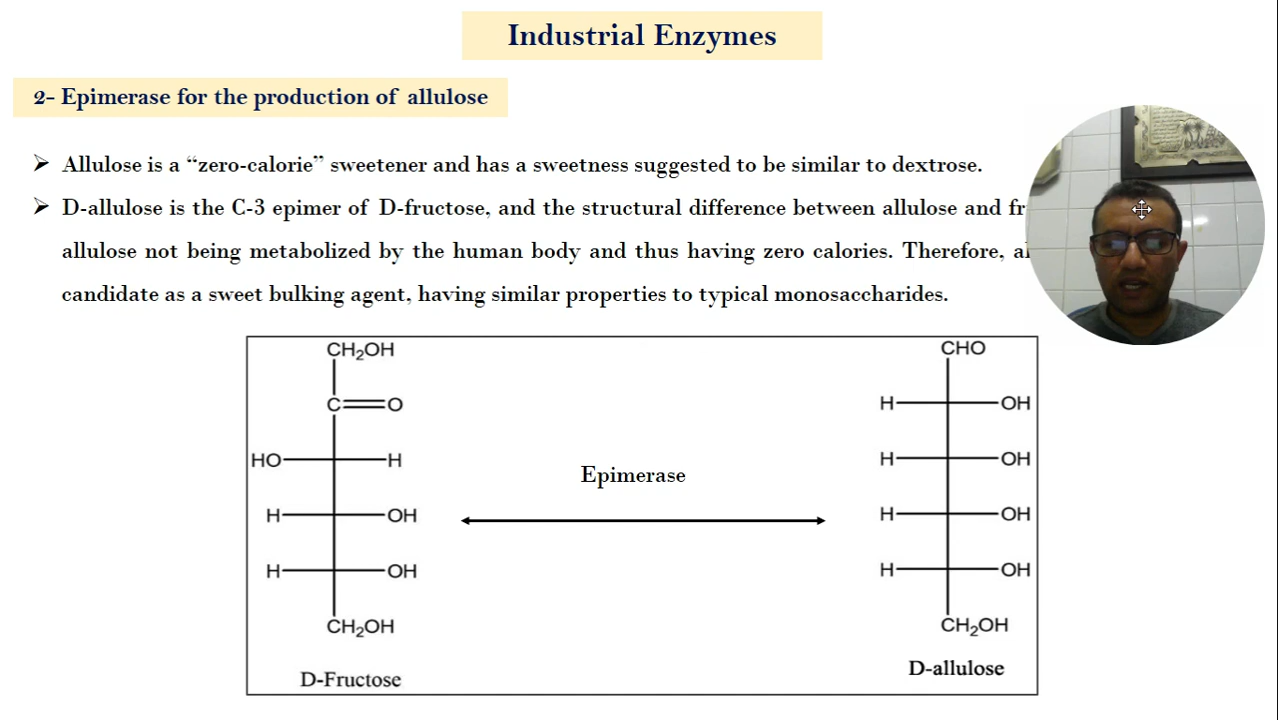 Industrial Enzymes
2- Epimerase for the production of allulose
➢ Allulose is a “zero-calorie” sweetener and has a sweetness suggested to be similar to dextrose.
➢ D-allulose is the C-3 epimer of D-fructose, and the structural difference between allulose and fr
allulose not being metabolized by the human body and thus having zero calories. Therefore, al
candidate as a sweet bulking agent, having similar properties to typical monosaccharides.
CH₂OH
C=O
HO H
H OH
H OH
CH₂OH
D-Fructose
Epimerase
CHO
H OH
H OH
H OH
H OH
CH₂OH
D-allulose